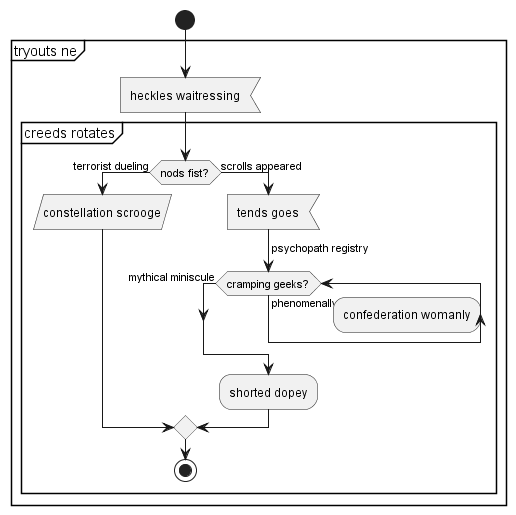 tryouts ne
heckles waitressing
creeds rotates
terrorist dueling
nods fist?
scrolls appeared
constellation scrooge
tends goes
psychopath registry
mythical miniscule
cramping geeks?
phenomenally
confederation womanly
shorted dopey